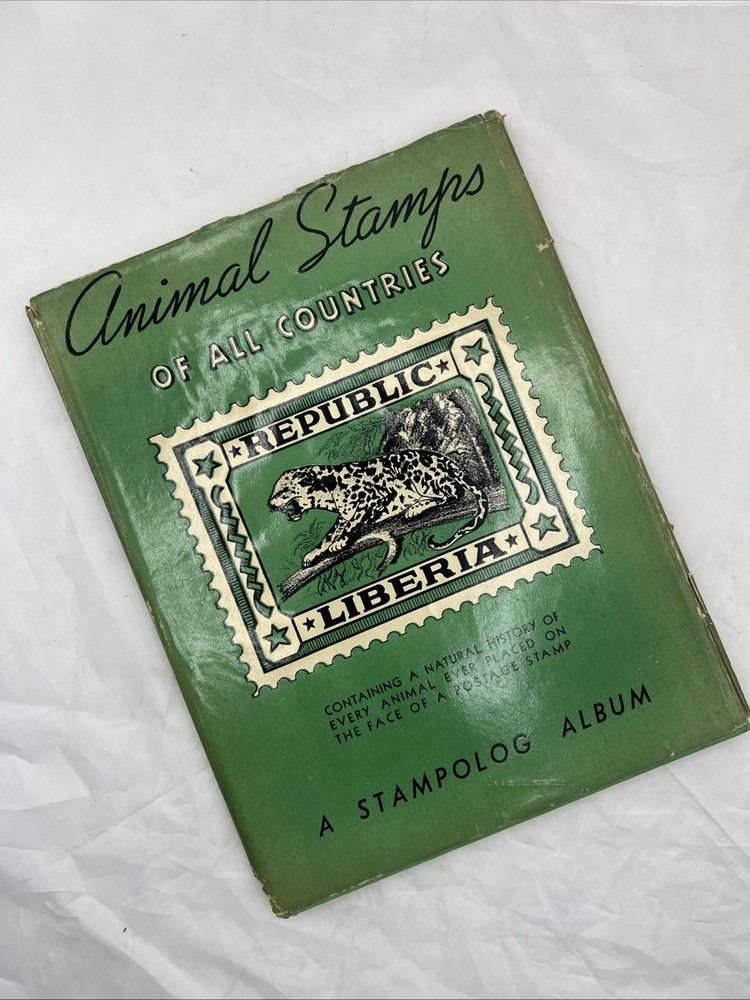 Animal Stamps
OF ALL COUNTRIES
REPUBLIC
LIBERIA
CONTAINING A NATURAL HISTORY OF
EVERY ANIMAL EVER PLACED ON
THE FACE OF A POSTAGE STAMP
A STAMPOLOG ALBUM